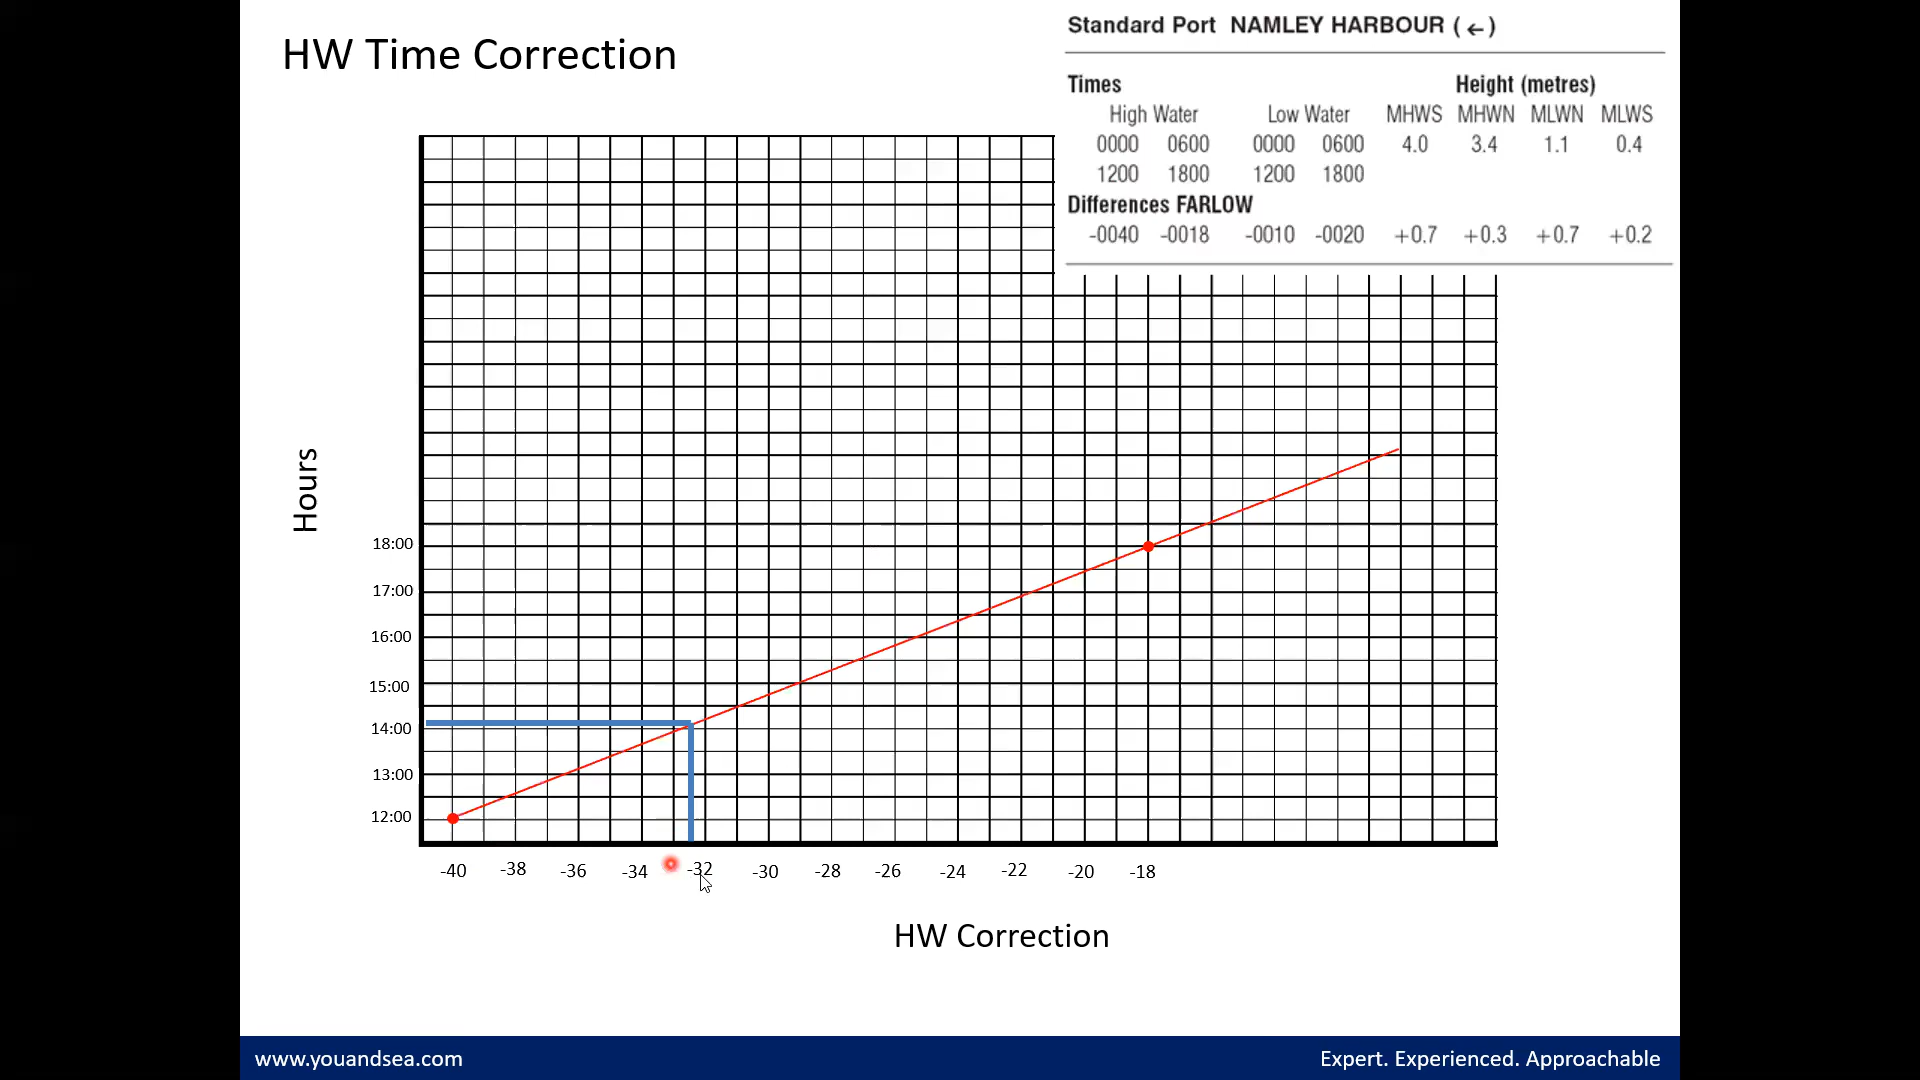 HW Time Correction
Standard Port NAMLEY HARBOUR (←)
Times Height (metres)
High Water Low Water MHWS MHWN MLWN MLWS
0000 0600 0000 0600 4.0 3.4 1.1 0.4
1200 1800 1200 1800
Differences FARLOW
-0040 -0018 -0010 -0020 +0.7 +0.3 +0.7 +0.2
Hours
18:00
17:00
16:00
15:00
14:00
13:00
12:00
-40 -38 -36 -34 -32 -30 -28 -26 -24 -22 -20 -18
HW Correction
www.youandsea.com Expert. Experienced. Approachable